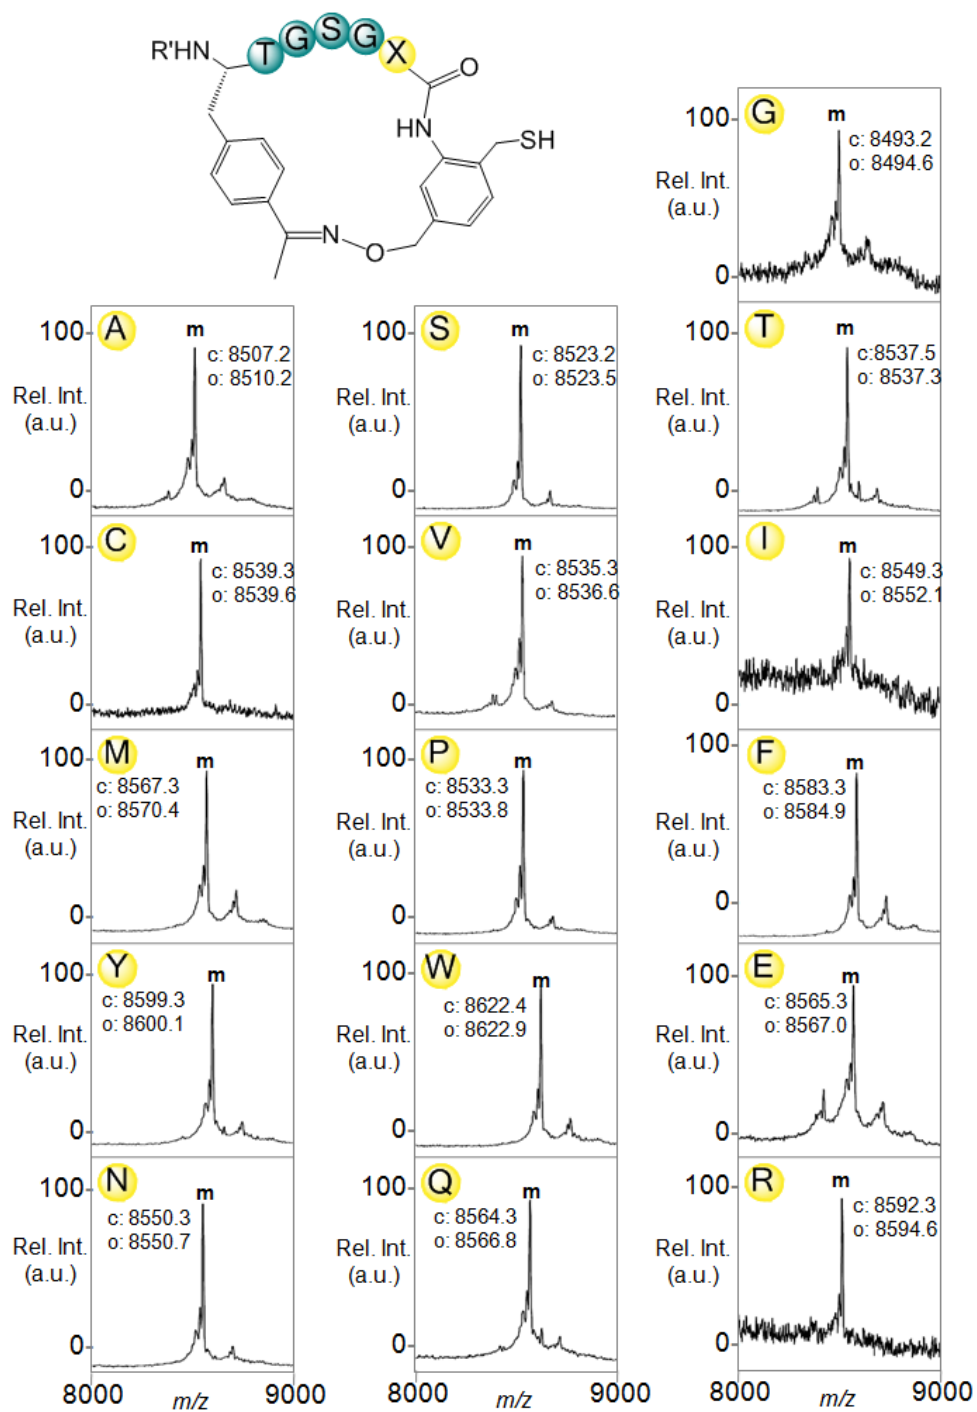 R'HN
T G S G X
O
HN
SH
N
O
G
100
m
c: 8493.2
o: 8494.6
Rel. Int.
(a.u.)
0
A
100
m
c: 8507.2
o: 8510.2
Rel. Int.
(a.u.)
0
S
100
m
c: 8523.2
o: 8523.5
Rel. Int.
(a.u.)
0
T
100
m
c:8537.5
o: 8537.3
Rel. Int.
(a.u.)
0
C
100
m
c: 8539.3
o: 8539.6
Rel. Int.
(a.u.)
0
V
100
m
c: 8535.3
o: 8536.6
Rel. Int.
(a.u.)
0
I
100
m
c: 8549.3
o: 8552.1
Rel. Int.
(a.u.)
0
M
100
m
c: 8567.3
o: 8570.4
Rel. Int.
(a.u.)
0
P
100
m
c: 8533.3
o: 8533.8
Rel. Int.
(a.u.)
0
F
100
m
c: 8583.3
o: 8584.9
Rel. Int.
(a.u.)
0
Y
100
m
c: 8599.3
o: 8600.1
Rel. Int.
(a.u.)
0
W
100
m
c: 8622.4
o: 8622.9
Rel. Int.
(a.u.)
0
E
100
m
c: 8565.3
o: 8567.0
Rel. Int.
(a.u.)
0
N
100
m
c: 8550.3
o: 8550.7
Rel. Int.
(a.u.)
0
Q
100
m
c: 8564.3
o: 8566.8
Rel. Int.
(a.u.)
0
R
100
m
c: 8592.3
o: 8594.6
Rel. Int.
(a.u.)
0
8000 m/z 9000
8000 m/z 9000
8000 m/z 9000